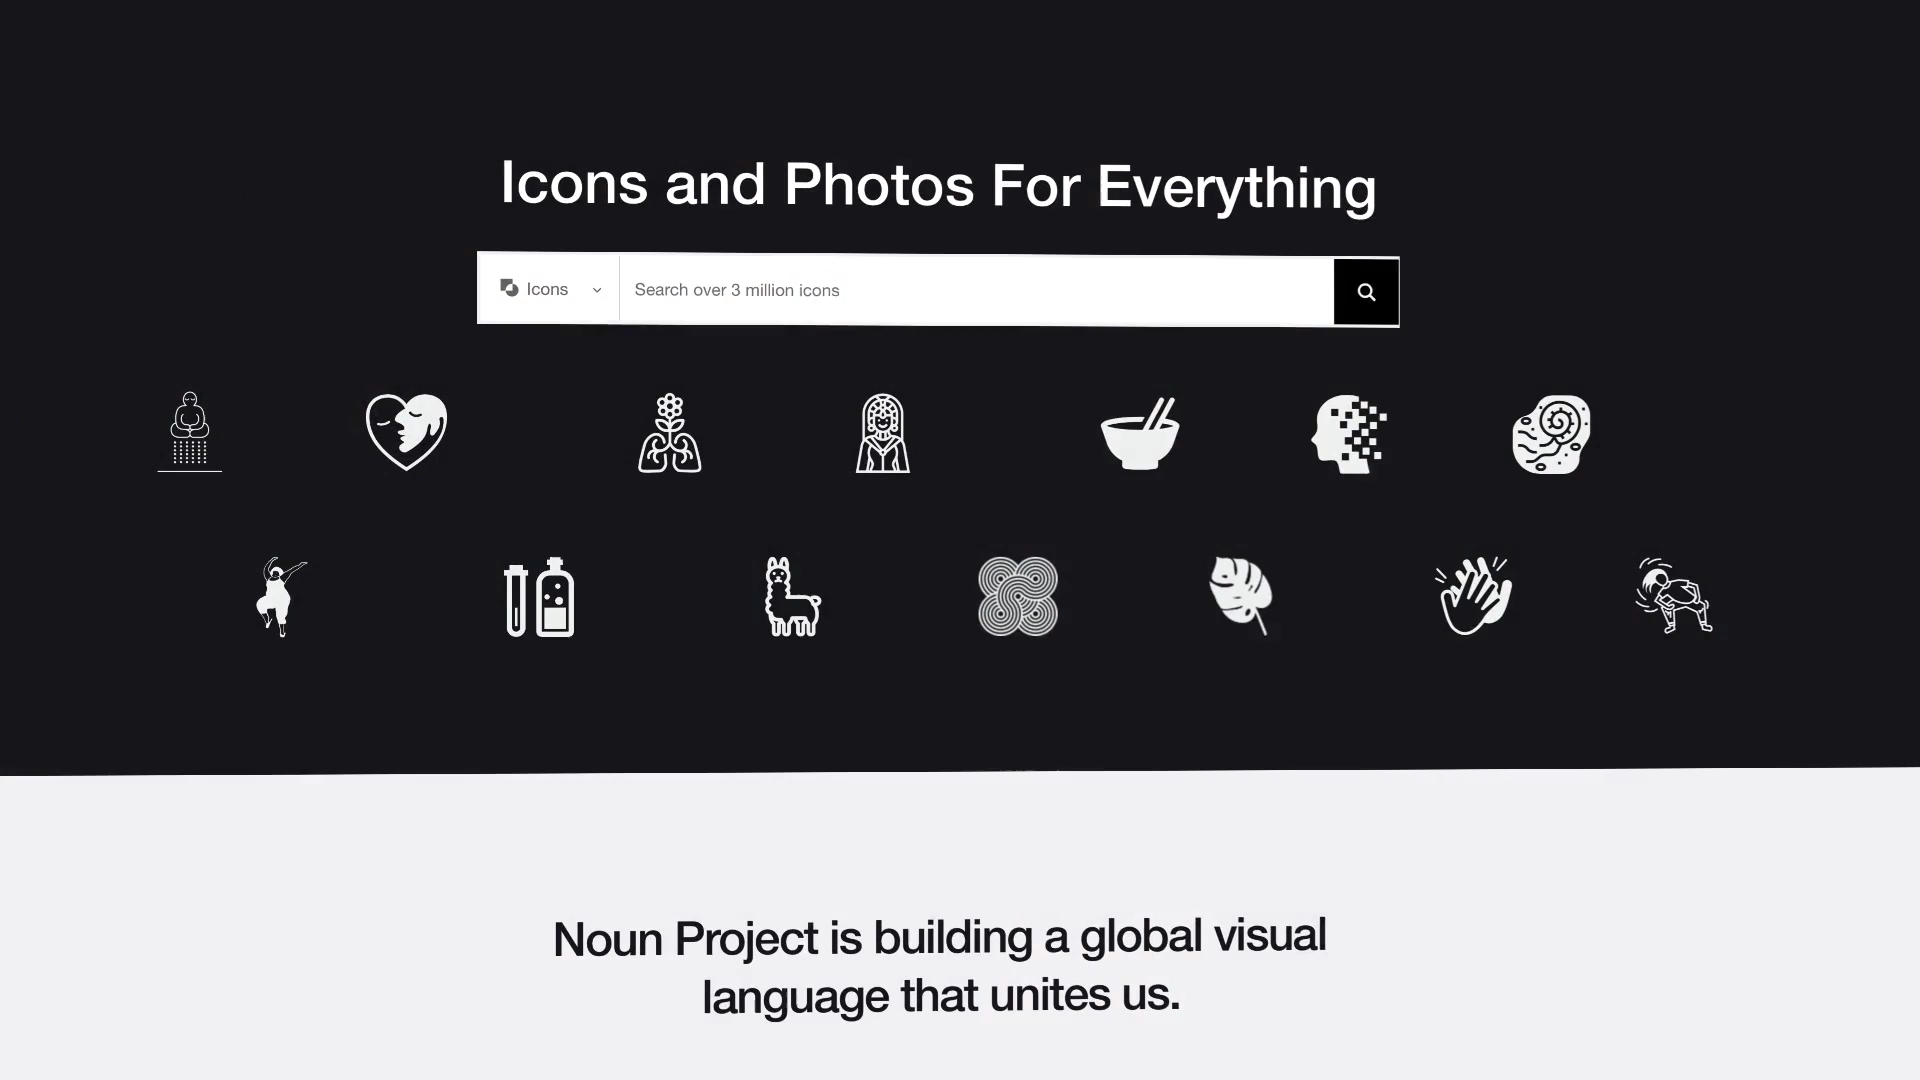 Icons and Photos For Everything
Icons
Search over 3 million icons
Noun Project is building a global visual
language that unites us.